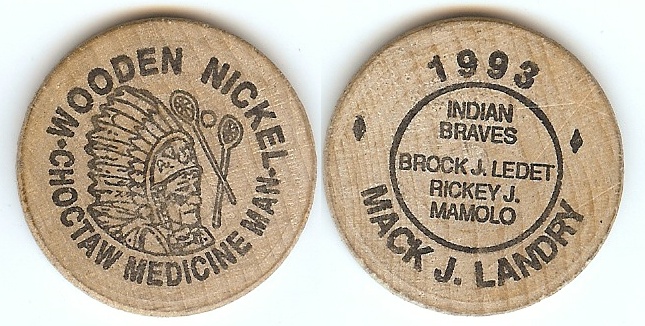 WOODEN NICKEL
-CHOCTAW MEDICINE MAN-
1993
INDIAN
BRAVES
BROCK J. LEDET
RICKEY J.
MAMOLO
MACK J. LANDRY